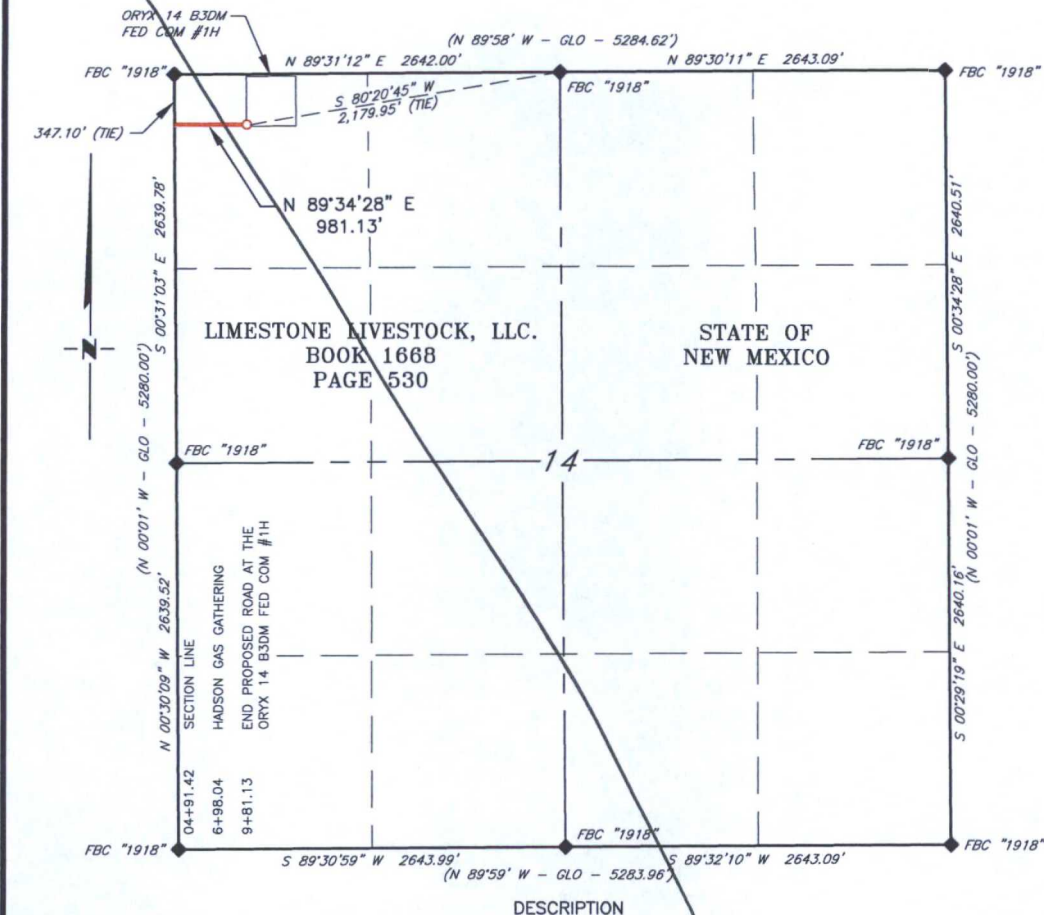 ORYX 14 B3DM
FED COM #1H
(N 89°58' W - GLO - 5284.62')
N 89°31'12" E 2642.00'
N 89°30'11" E 2643.09'
FBC "1918"
FBC "1918"
FBC "1918"
S 80°20'45" W
2,179.95' (TIE)
347.10' (TIE)
N 89°34'28" E
981.13'
S 00°31'03" E 2639.78'
S 00°34'28" E 2640.51'
N
LIMESTONE LIVESTOCK, LLC.
BOOK 1668
PAGE 530
STATE OF
NEW MEXICO
(N 00°01' W - GLO - 5280.00')
(N 00°01' W - GLO - 5280.00')
FBC "1918"
14
FBC "1918"
N 00°30'09" W 2639.52'
S 00°29'19" E 2640.16'
04+91.42 SECTION LINE
6+98.04 HADSON GAS GATHERING
9+81.13 END PROPOSED ROAD AT THE
ORYX 14 B3DM FED COM #1H
FBC "1918"
FBC "1918"
FBC "1918"
S 89°30'59" W 2643.99'
S 89°32'10" W 2643.09'
(N 89°59' W - GLO - 5283.96')
DESCRIPTION